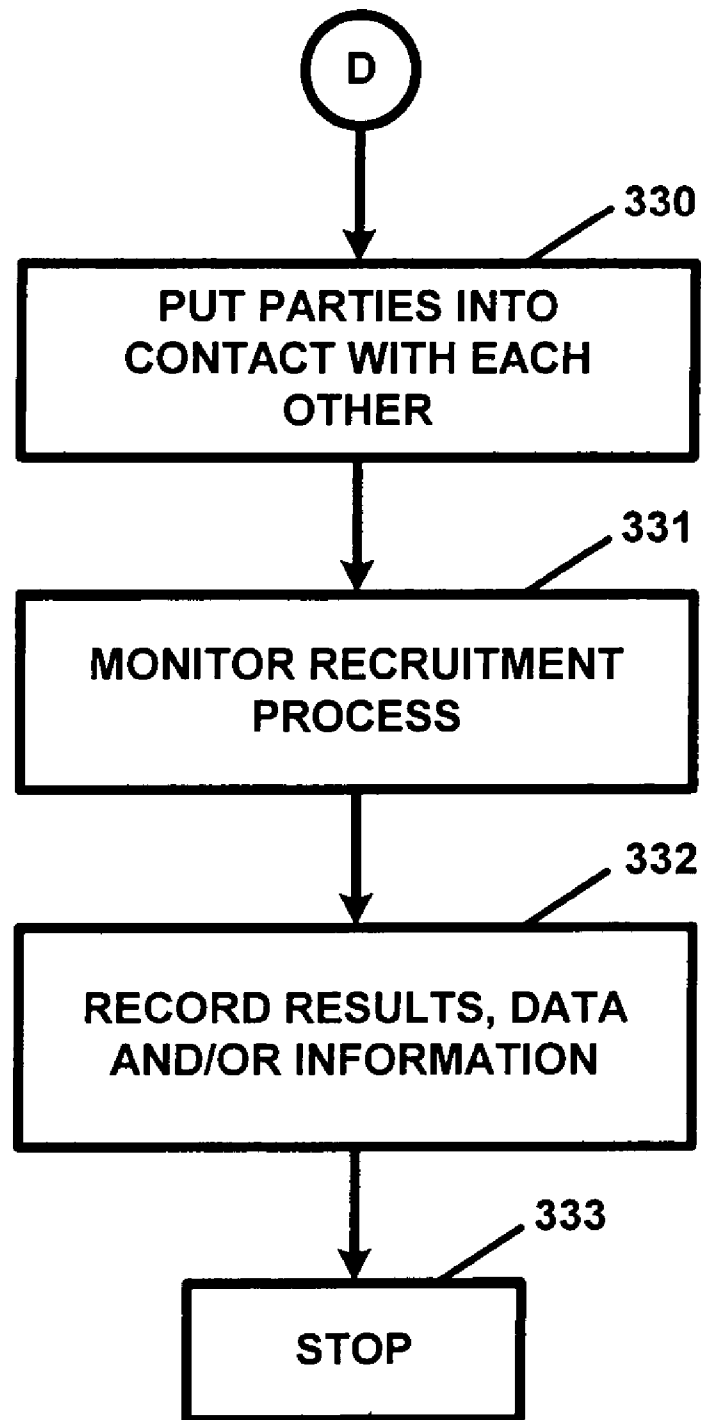 D
330
PUT PARTIES INTO
CONTACT WITH EACH
OTHER
331
MONITOR RECRUITMENT
PROCESS
332
RECORD RESULTS, DATA
AND/OR INFORMATION
333
STOP